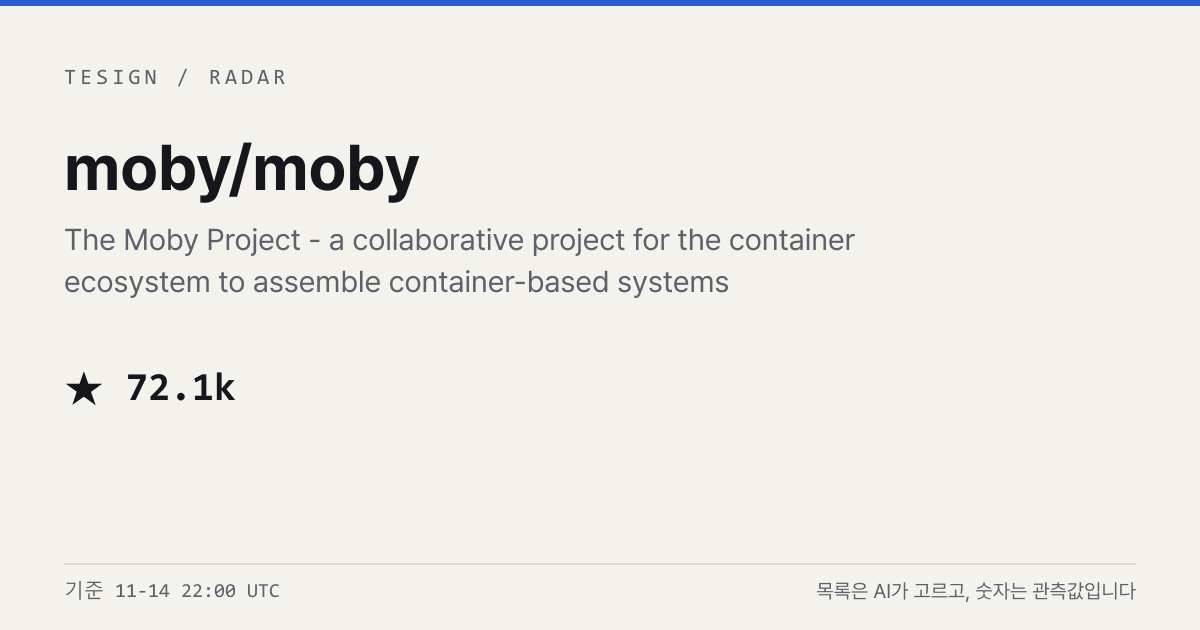 TESIGN / RADAR
moby/moby
The Moby Project - a collaborative project for the container
ecosystem to assemble container-based systems
★ 72.1k
기준 11-14 22:00 UTC
목록은 AI가 고르고, 숫자는 관측값입니다